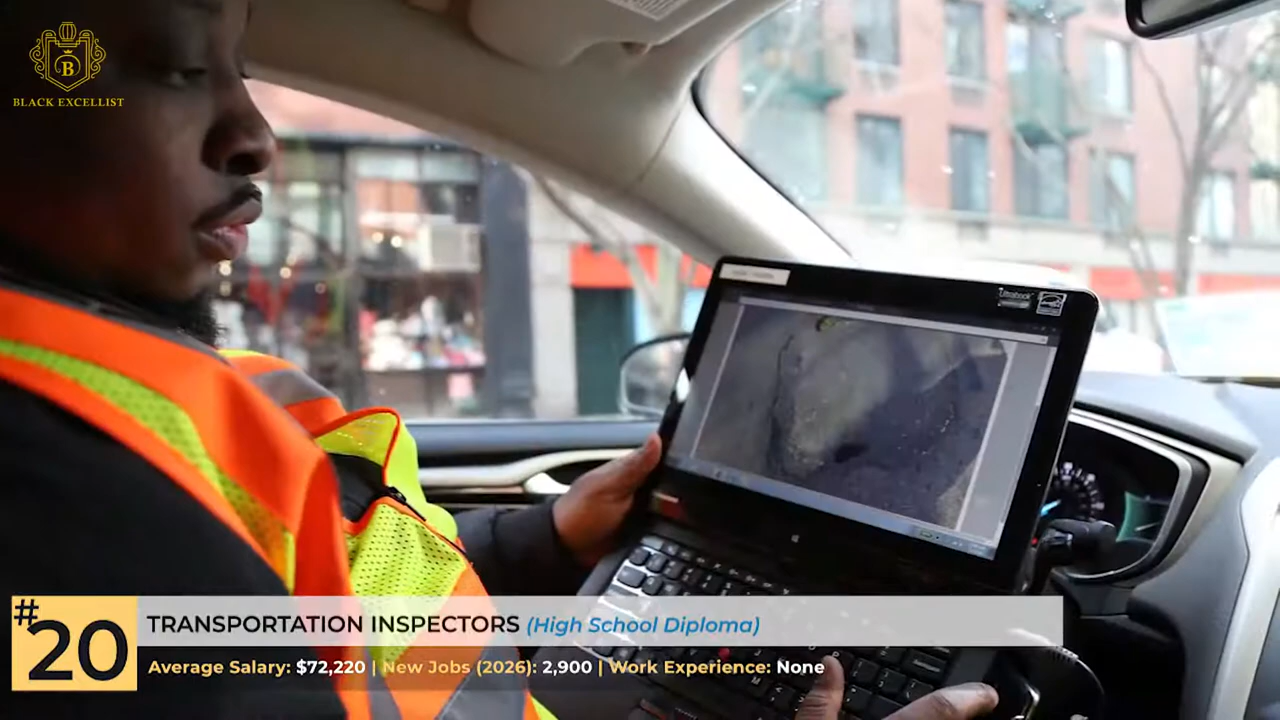 B
BLACK EXCELLIST
Ultrabook
#20
TRANSPORTATION INSPECTORS (High School Diploma)
Average Salary: $72,220 | New Jobs (2026): 2,900 | Work Experience: None